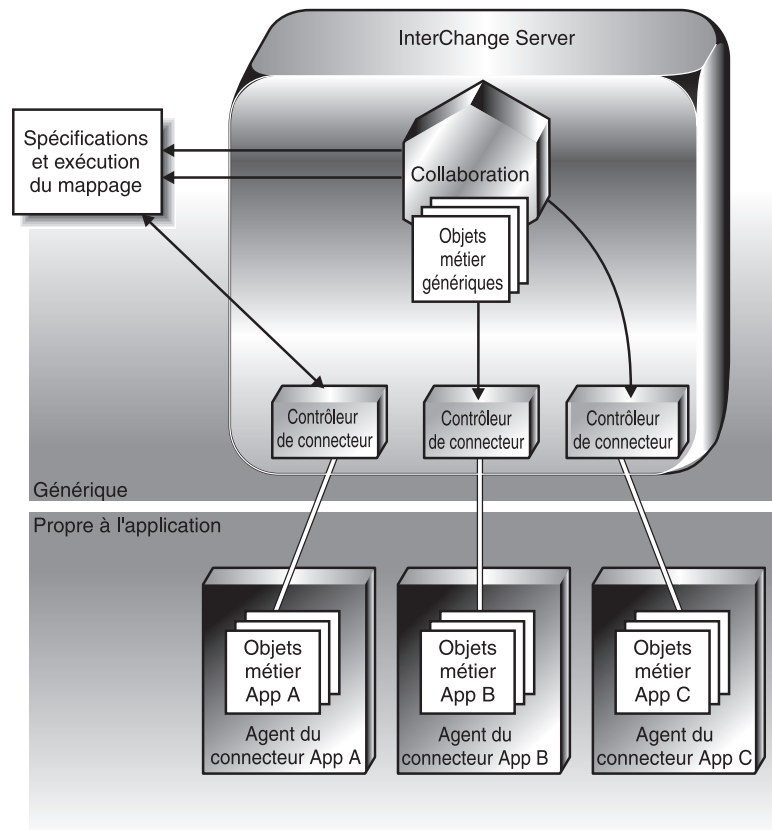 InterChange Server
Spécifications
et exécution
du mappage
Collaboration
Objets
métier
génériques
Contrôleur
de connecteur
Contrôleur
de connecteur
Contrôleur
de connecteur
Générique
Propre à l'application
Objets
métier
App A
Agent du
connecteur App A
Objets
métier
App B
Agent du
connecteur App B
Objets
métier
App C
Agent du
connecteur App C